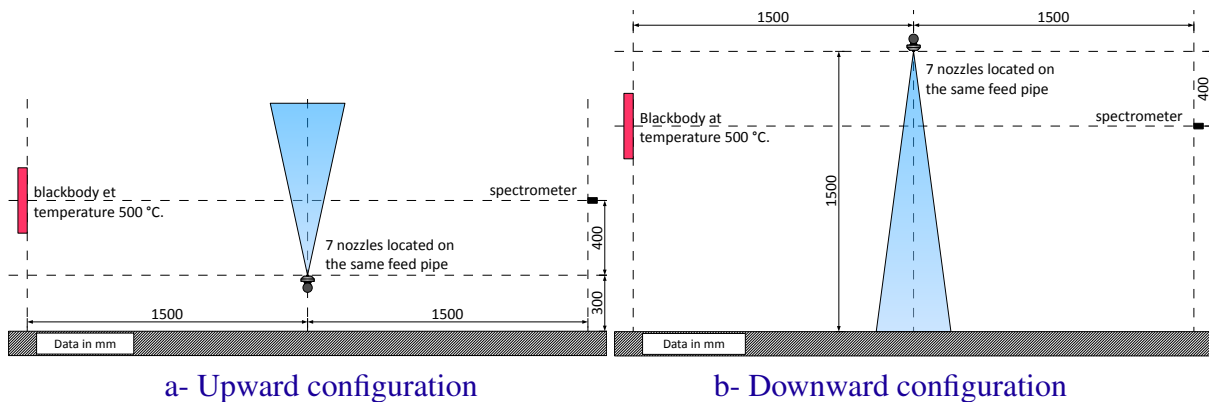 1500
1500
7 nozzles located on
the same feed pipe
400
Blackbody at
temperature 500 °C.
spectrometer
1500
blackbody et
temperature 500 °C.
spectrometer
7 nozzles located on
the same feed pipe
400
300
1500
1500
Data in mm
Data in mm
a- Upward configuration
b- Downward configuration